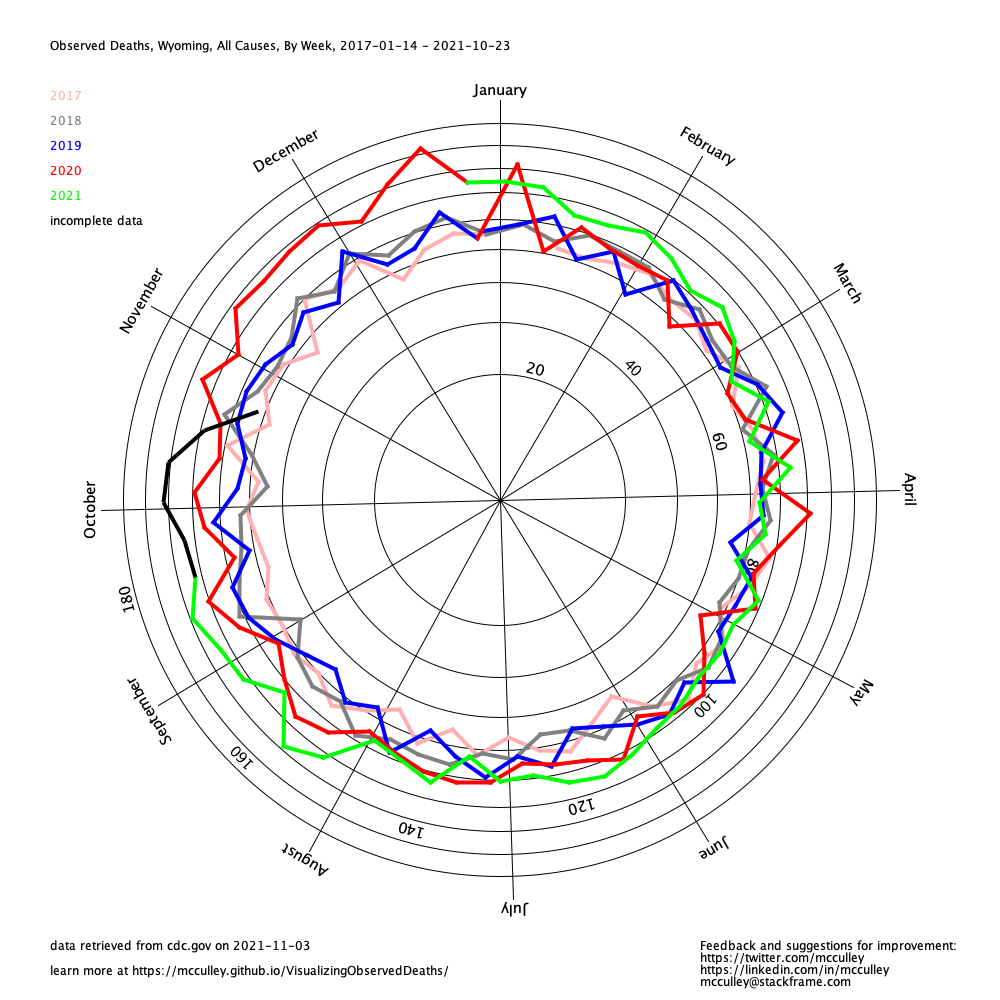 Observed Deaths, Wyoming, All Causes, By Week, 2017-01-14 - 2021-10-23
2017
2018
2019
2020
2021
incomplete data
January
February
March
April
May
June
July
August
September
October
November
December
20
40
60
80
100
120
140
160
180
data retrieved from cdc.gov on 2021-11-03
learn more at https://mcculley.github.io/VisualizingObservedDeaths/
Feedback and suggestions for improvement:
https://twitter.com/mcculley
https://linkedin.com/in/mcculley
mcculley@stackframe.com